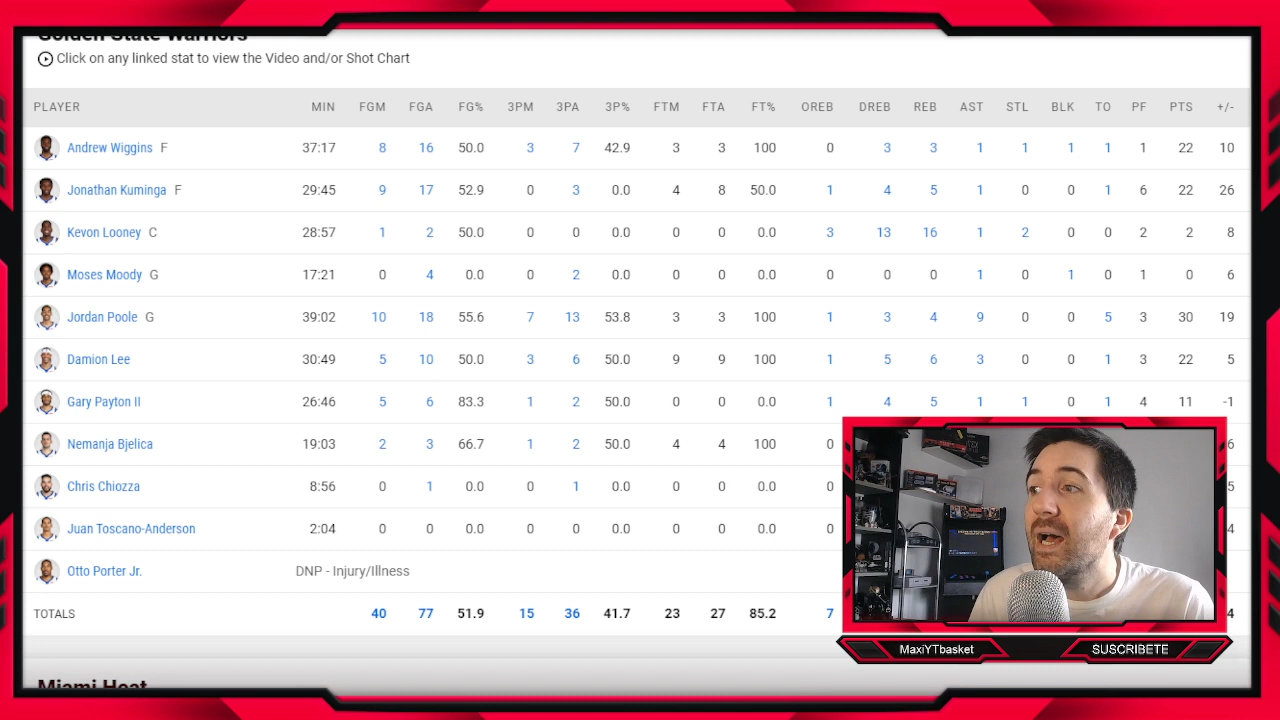 Golden State Warriors
Click on any linked stat to view the Video and/or Shot Chart
PLAYER MIN FGM FGA FG% 3PM 3PA 3P% FTM FTA FT% OREB DREB REB AST STL BLK TO PF PTS +/-
Andrew Wiggins F 37:17 8 16 50.0 3 7 42.9 3 3 100 0 3 3 1 1 1 1 1 22 10
Jonathan Kuminga F 29:45 9 17 52.9 0 3 0.0 4 8 50.0 1 4 5 1 0 0 1 6 22 26
Kevon Looney C 28:57 1 2 50.0 0 0 0.0 0 0 0.0 3 13 16 1 2 0 0 2 2 8
Moses Moody G 17:21 0 4 0.0 0 2 0.0 0 0 0.0 0 0 0 1 0 1 0 1 0 6
Jordan Poole G 39:02 10 18 55.6 7 13 53.8 3 3 100 1 3 4 9 0 0 5 3 30 19
Damion Lee 30:49 5 10 50.0 3 6 50.0 9 9 100 1 5 6 3 0 0 1 3 22 5
Gary Payton II 26:46 5 6 83.3 1 2 50.0 0 0 0.0 1 4 5 1 1 0 1 4 11 -1
Nemanja Bjelica 19:03 2 3 66.7 1 2 50.0 4 4 100 0 6
Chris Chiozza 8:56 0 1 0.0 0 1 0.0 0 0 0.0 0 5
Juan Toscano-Anderson 2:04 0 0 0.0 0 0 0.0 0 0 0.0 0 4
Otto Porter Jr. DNP - Injury/Illness
TOTALS 40 77 51.9 15 36 41.7 23 27 85.2 7 4
MaxiYTbasket SUSCRIBETE
Miami Heat